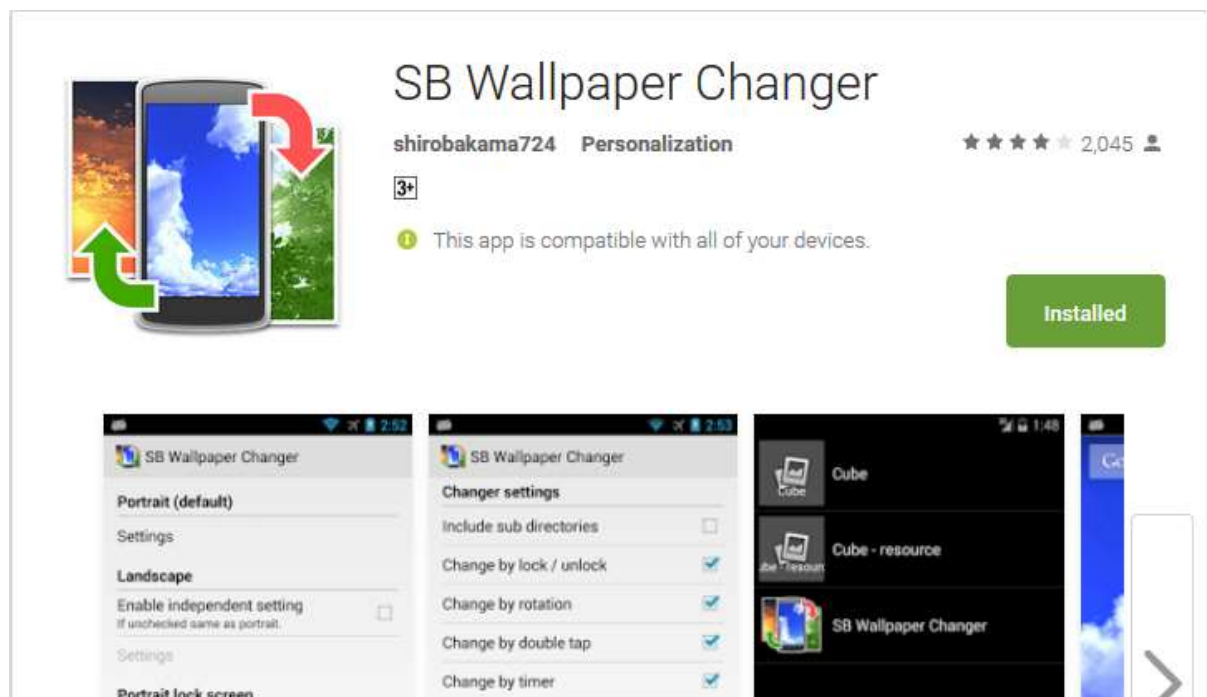 SB Wallpaper Changer
shirobakama724 Personalization
2,045
3+
This app is compatible with all of your devices.
Installed
2:52
SB Wallpaper Changer
Portrait (default)
Settings
Landscape
Enable independent setting
If unchecked same as portrait.
Settings
Portrait lock screen
2:53
SB Wallpaper Changer
Changer settings
Include sub directories
Change by lock / unlock
Change by rotation
Change by double tap
Change by timer
1:48
Cube
Cube
Cube - resource
SB Wallpaper Changer